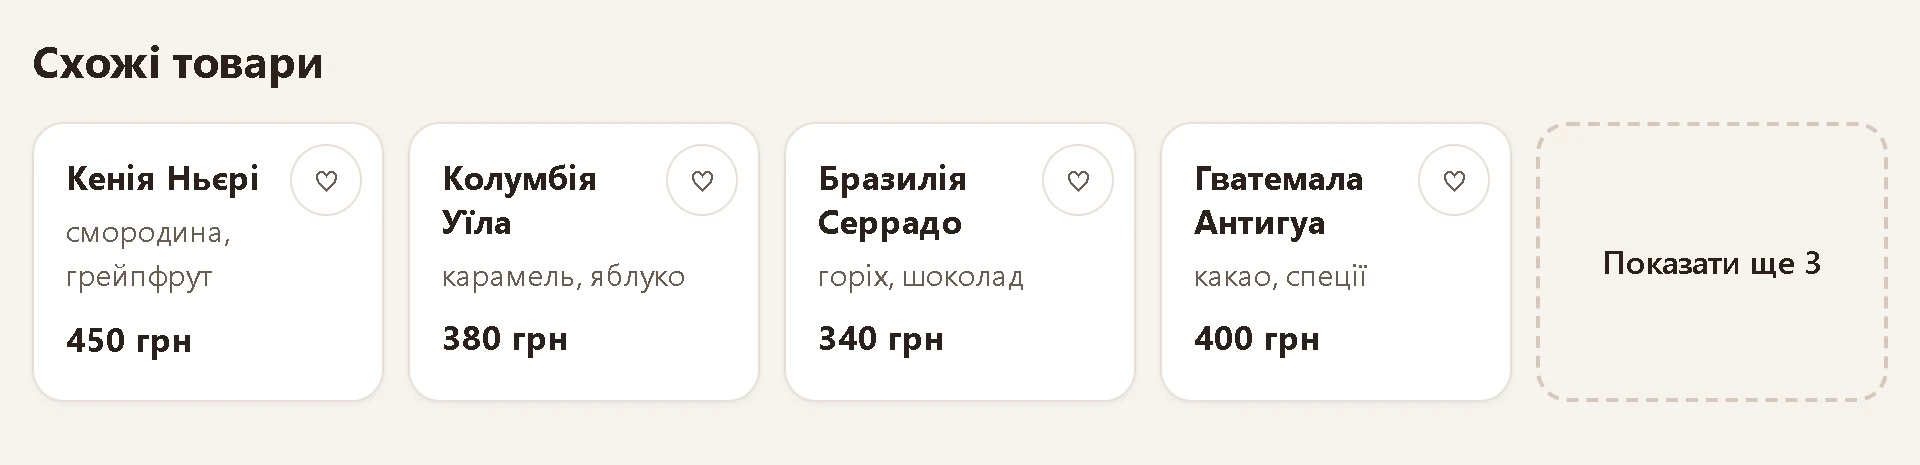 Схожі товари
Кенія Ньєрі
смородина,
грейпфрут
450 грн
Колумбія
Уїла
карамель, яблуко
380 грн
Бразилія
Серрадо
горіх, шоколад
340 грн
Гватемала
Антигуа
какао, спеції
400 грн
Показати ще 3